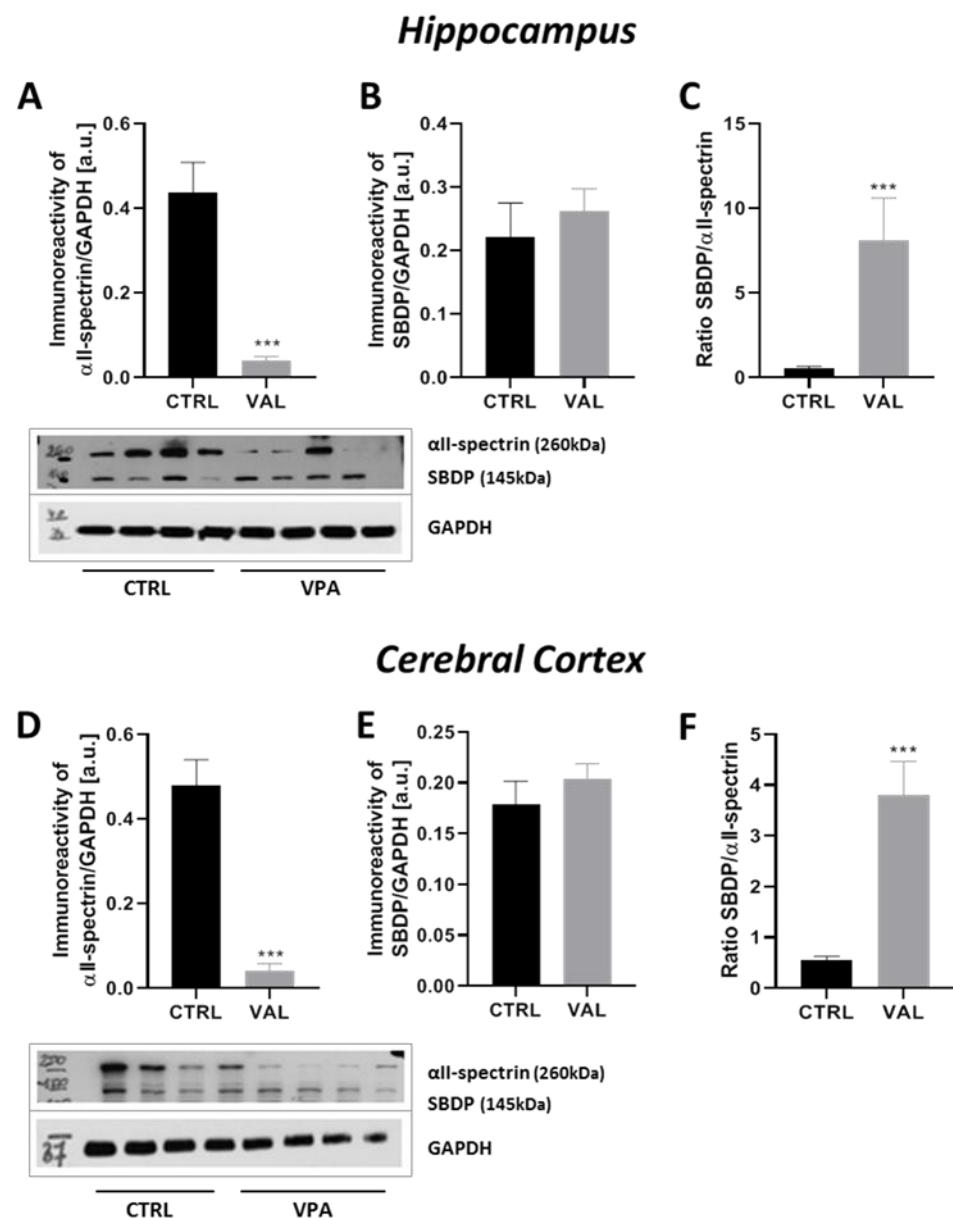 Hippocampus
A
Immunoreactivity of
αII-spectrin/GAPDH [a.u.]
0.6
0.4
0.2
0.0
***
CTRL VAL
B
Immunoreactivity of
SBDP/GAPDH [a.u.]
0.4
0.3
0.2
0.1
0.0
CTRL VAL
C
Ratio SBDP/αII-spectrin
15
10
5
0
***
CTRL VAL
αII-spectrin (260kDa)
SBDP (145kDa)
GAPDH
CTRL VPA
Cerebral Cortex
D
Immunoreactivity of
αII-spectrin/GAPDH [a.u.]
0.6
0.4
0.2
0.0
***
CTRL VAL
E
Immunoreactivity of
SBDP/GAPDH [a.u.]
0.25
0.20
0.15
0.10
0.05
0.00
CTRL VAL
F
Ratio SBDP/αII-spectrin
5
4
3
2
1
0
***
CTRL VAL
αII-spectrin (260kDa)
SBDP (145kDa)
GAPDH
37
CTRL VPA